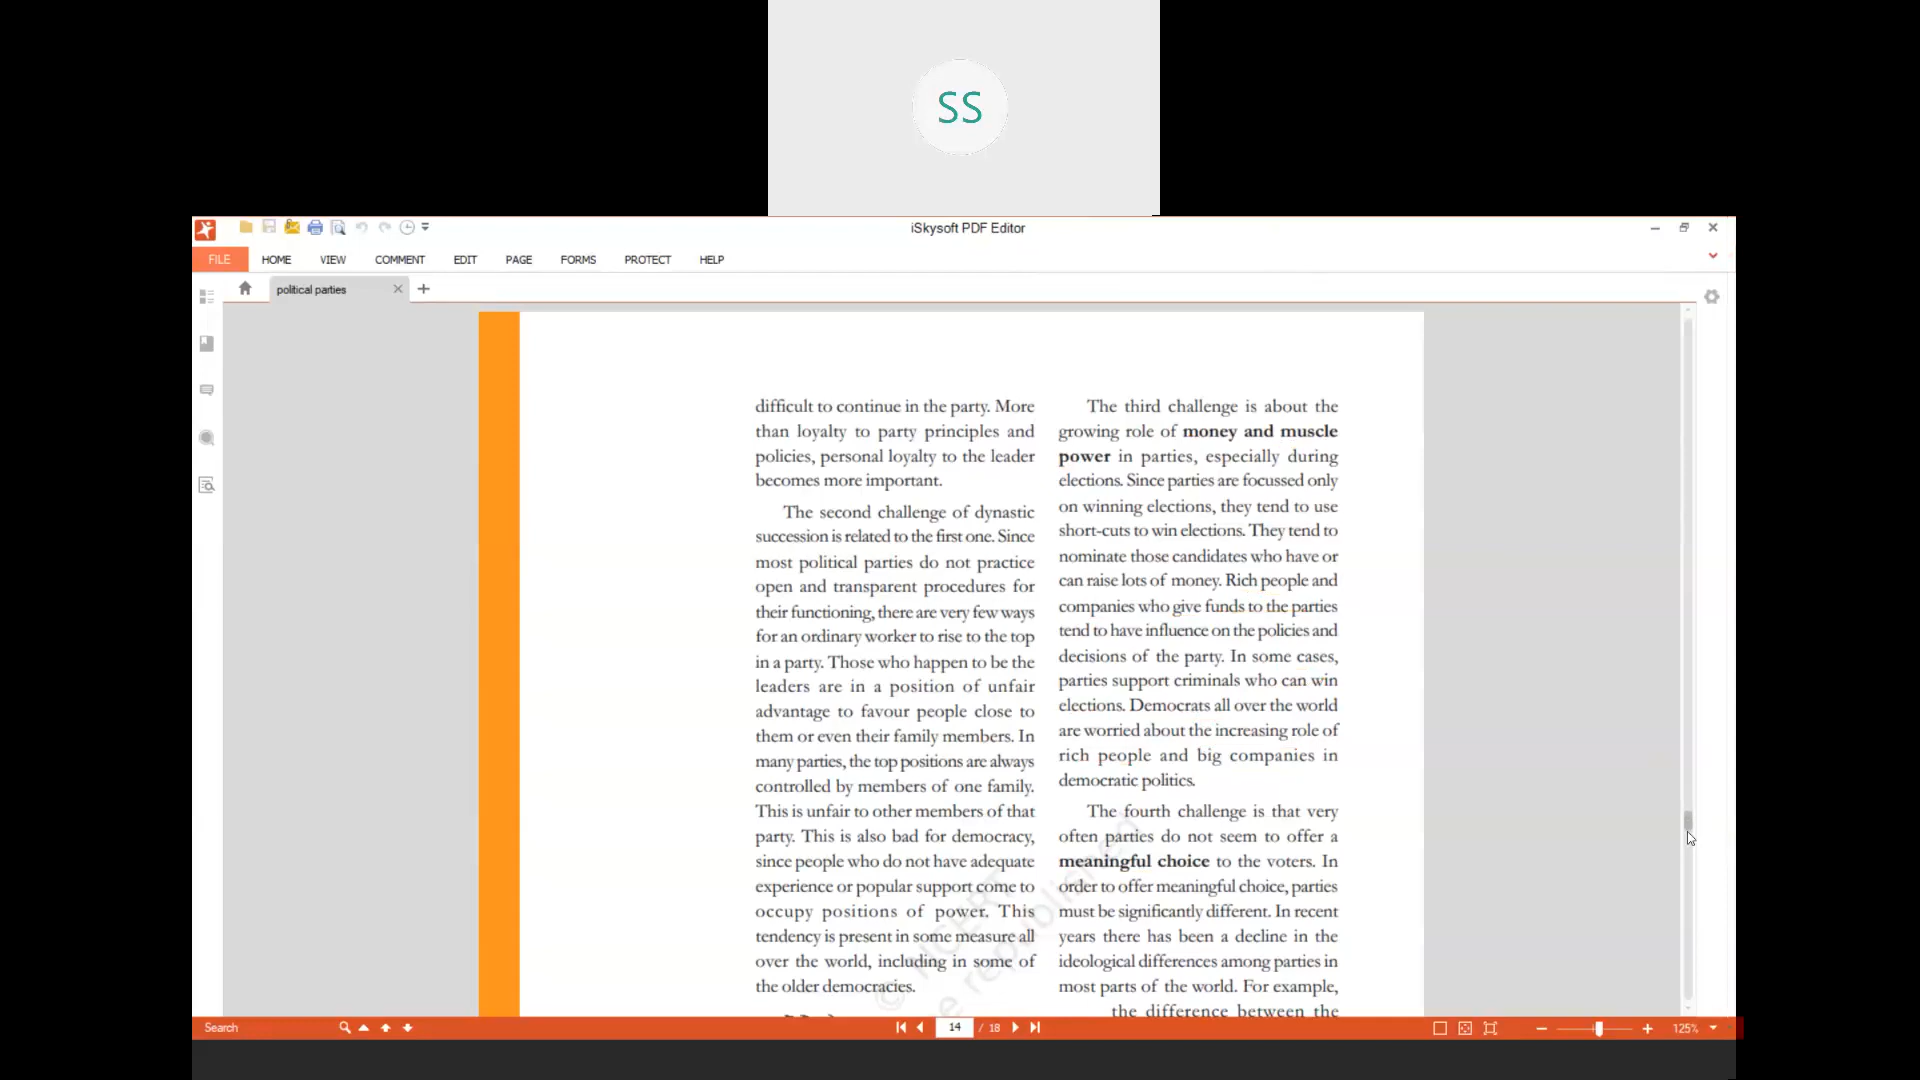 SS
iSkysoft PDF Editor
FILE HOME VIEW COMMENT EDIT PAGE FORMS PROTECT HELP
political parties
difficult to continue in the party. More
than loyalty to party principles and
policies, personal loyalty to the leader
becomes more important.
The second challenge of dynastic
succession is related to the first one. Since
most political parties do not practice
open and transparent procedures for
their functioning, there are very few ways
for an ordinary worker to rise to the top
in a party. Those who happen to be the
leaders are in a position of unfair
advantage to favour people close to
them or even their family members. In
many parties, the top positions are always
controlled by members of one family.
This is unfair to other members of that
party. This is also bad for democracy,
since people who do not have adequate
experience or popular support come to
occupy positions of power. This
tendency is present in some measure all
over the world, including in some of
the older democracies.
The third challenge is about the
growing role of money and muscle
power in parties, especially during
elections. Since parties are focussed only
on winning elections, they tend to use
short-cuts to win elections. They tend to
nominate those candidates who have or
can raise lots of money. Rich people and
companies who give funds to the parties
tend to have influence on the policies and
decisions of the party. In some cases,
parties support criminals who can win
elections. Democrats all over the world
are worried about the increasing role of
rich people and big companies in
democratic politics.
The fourth challenge is that very
often parties do not seem to offer a
meaningful choice to the voters. In
order to offer meaningful choice, parties
must be significantly different. In recent
years there has been a decline in the
ideological differences among parties in
most parts of the world. For example,
the difference between the
© NCERT
e republished
Search
14 / 18
125%